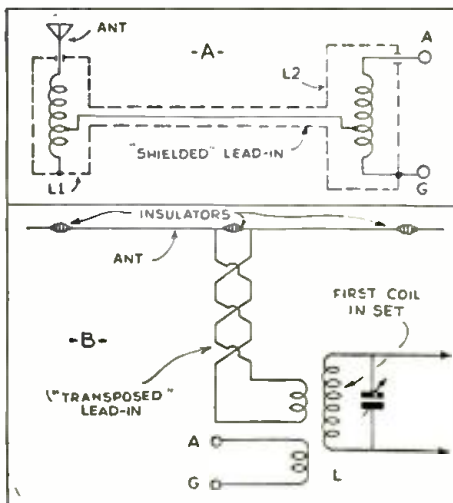 ANT
-A-
A
L2
"SHIELDED" LEAD-IN
L1
G
INSULATORS
ANT
FIRST COIL
IN SET
-B-
("TRANSPOSED"
LEAD-IN
A
G
L